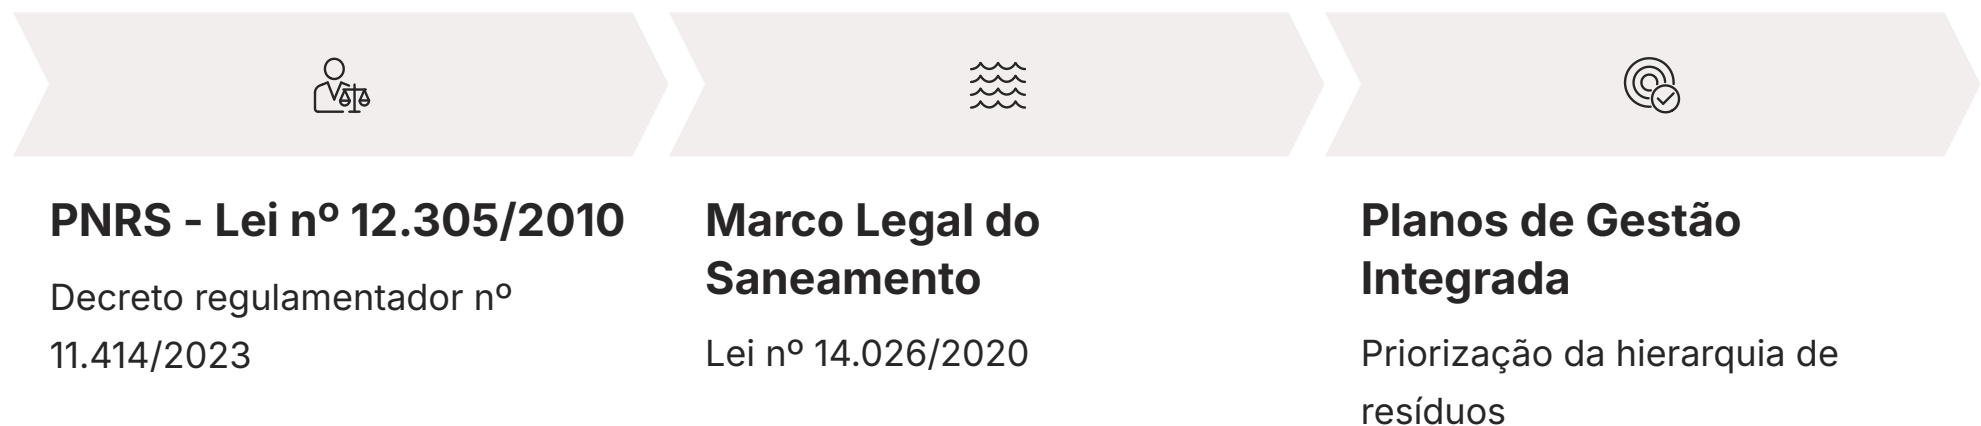 PNRS - Lei nº 12.305/2010
Decreto regulamentador nº
11.414/2023
Marco Legal do
Saneamento
Lei nº 14.026/2020
Planos de Gestão
Integrada
Priorização da hierarquia de
resíduos